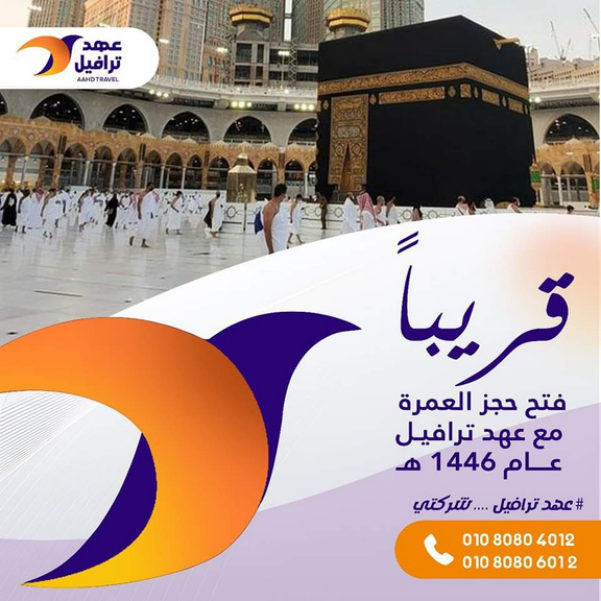 عهد
ترافيل
AAHD TRAVEL
قريباً
فتح حجز العمرة
مع عهد ترافيل
عام 1446 هـ
# عهد ترافيل .... شركتي
010 8080 4012
010 8080 6012